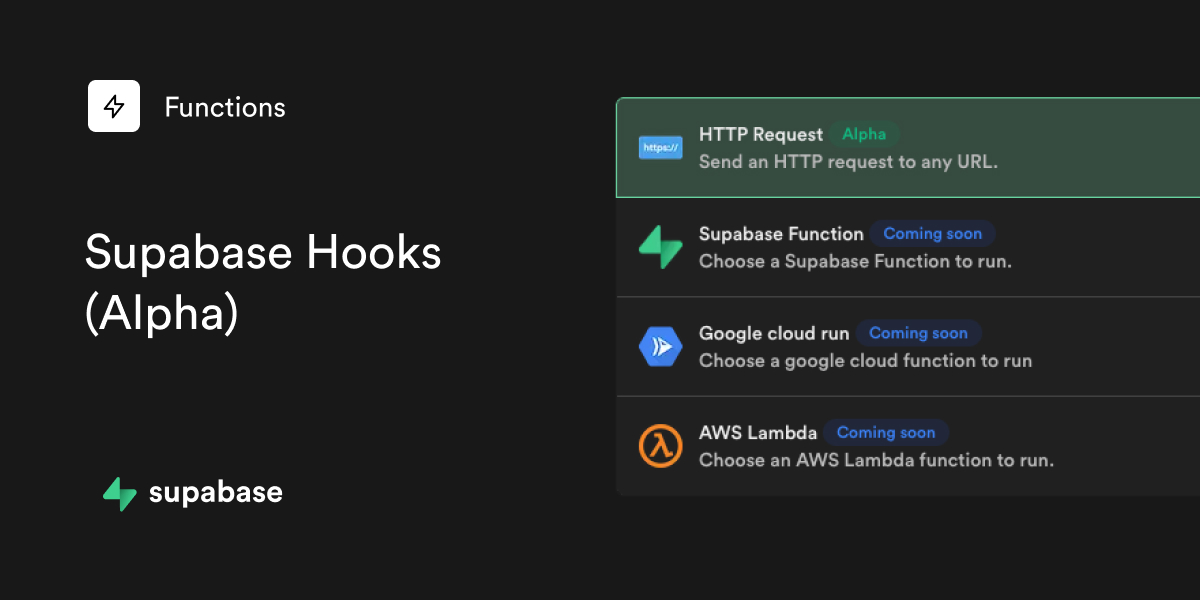 Functions
Supabase Hooks
(Alpha)
supabase
https://
HTTP Request Alpha
Send an HTTP request to any URL.
Supabase Function Coming soon
Choose a Supabase Function to run.
Google cloud run Coming soon
Choose a google cloud function to run
AWS Lambda Coming soon
Choose an AWS Lambda function to run.